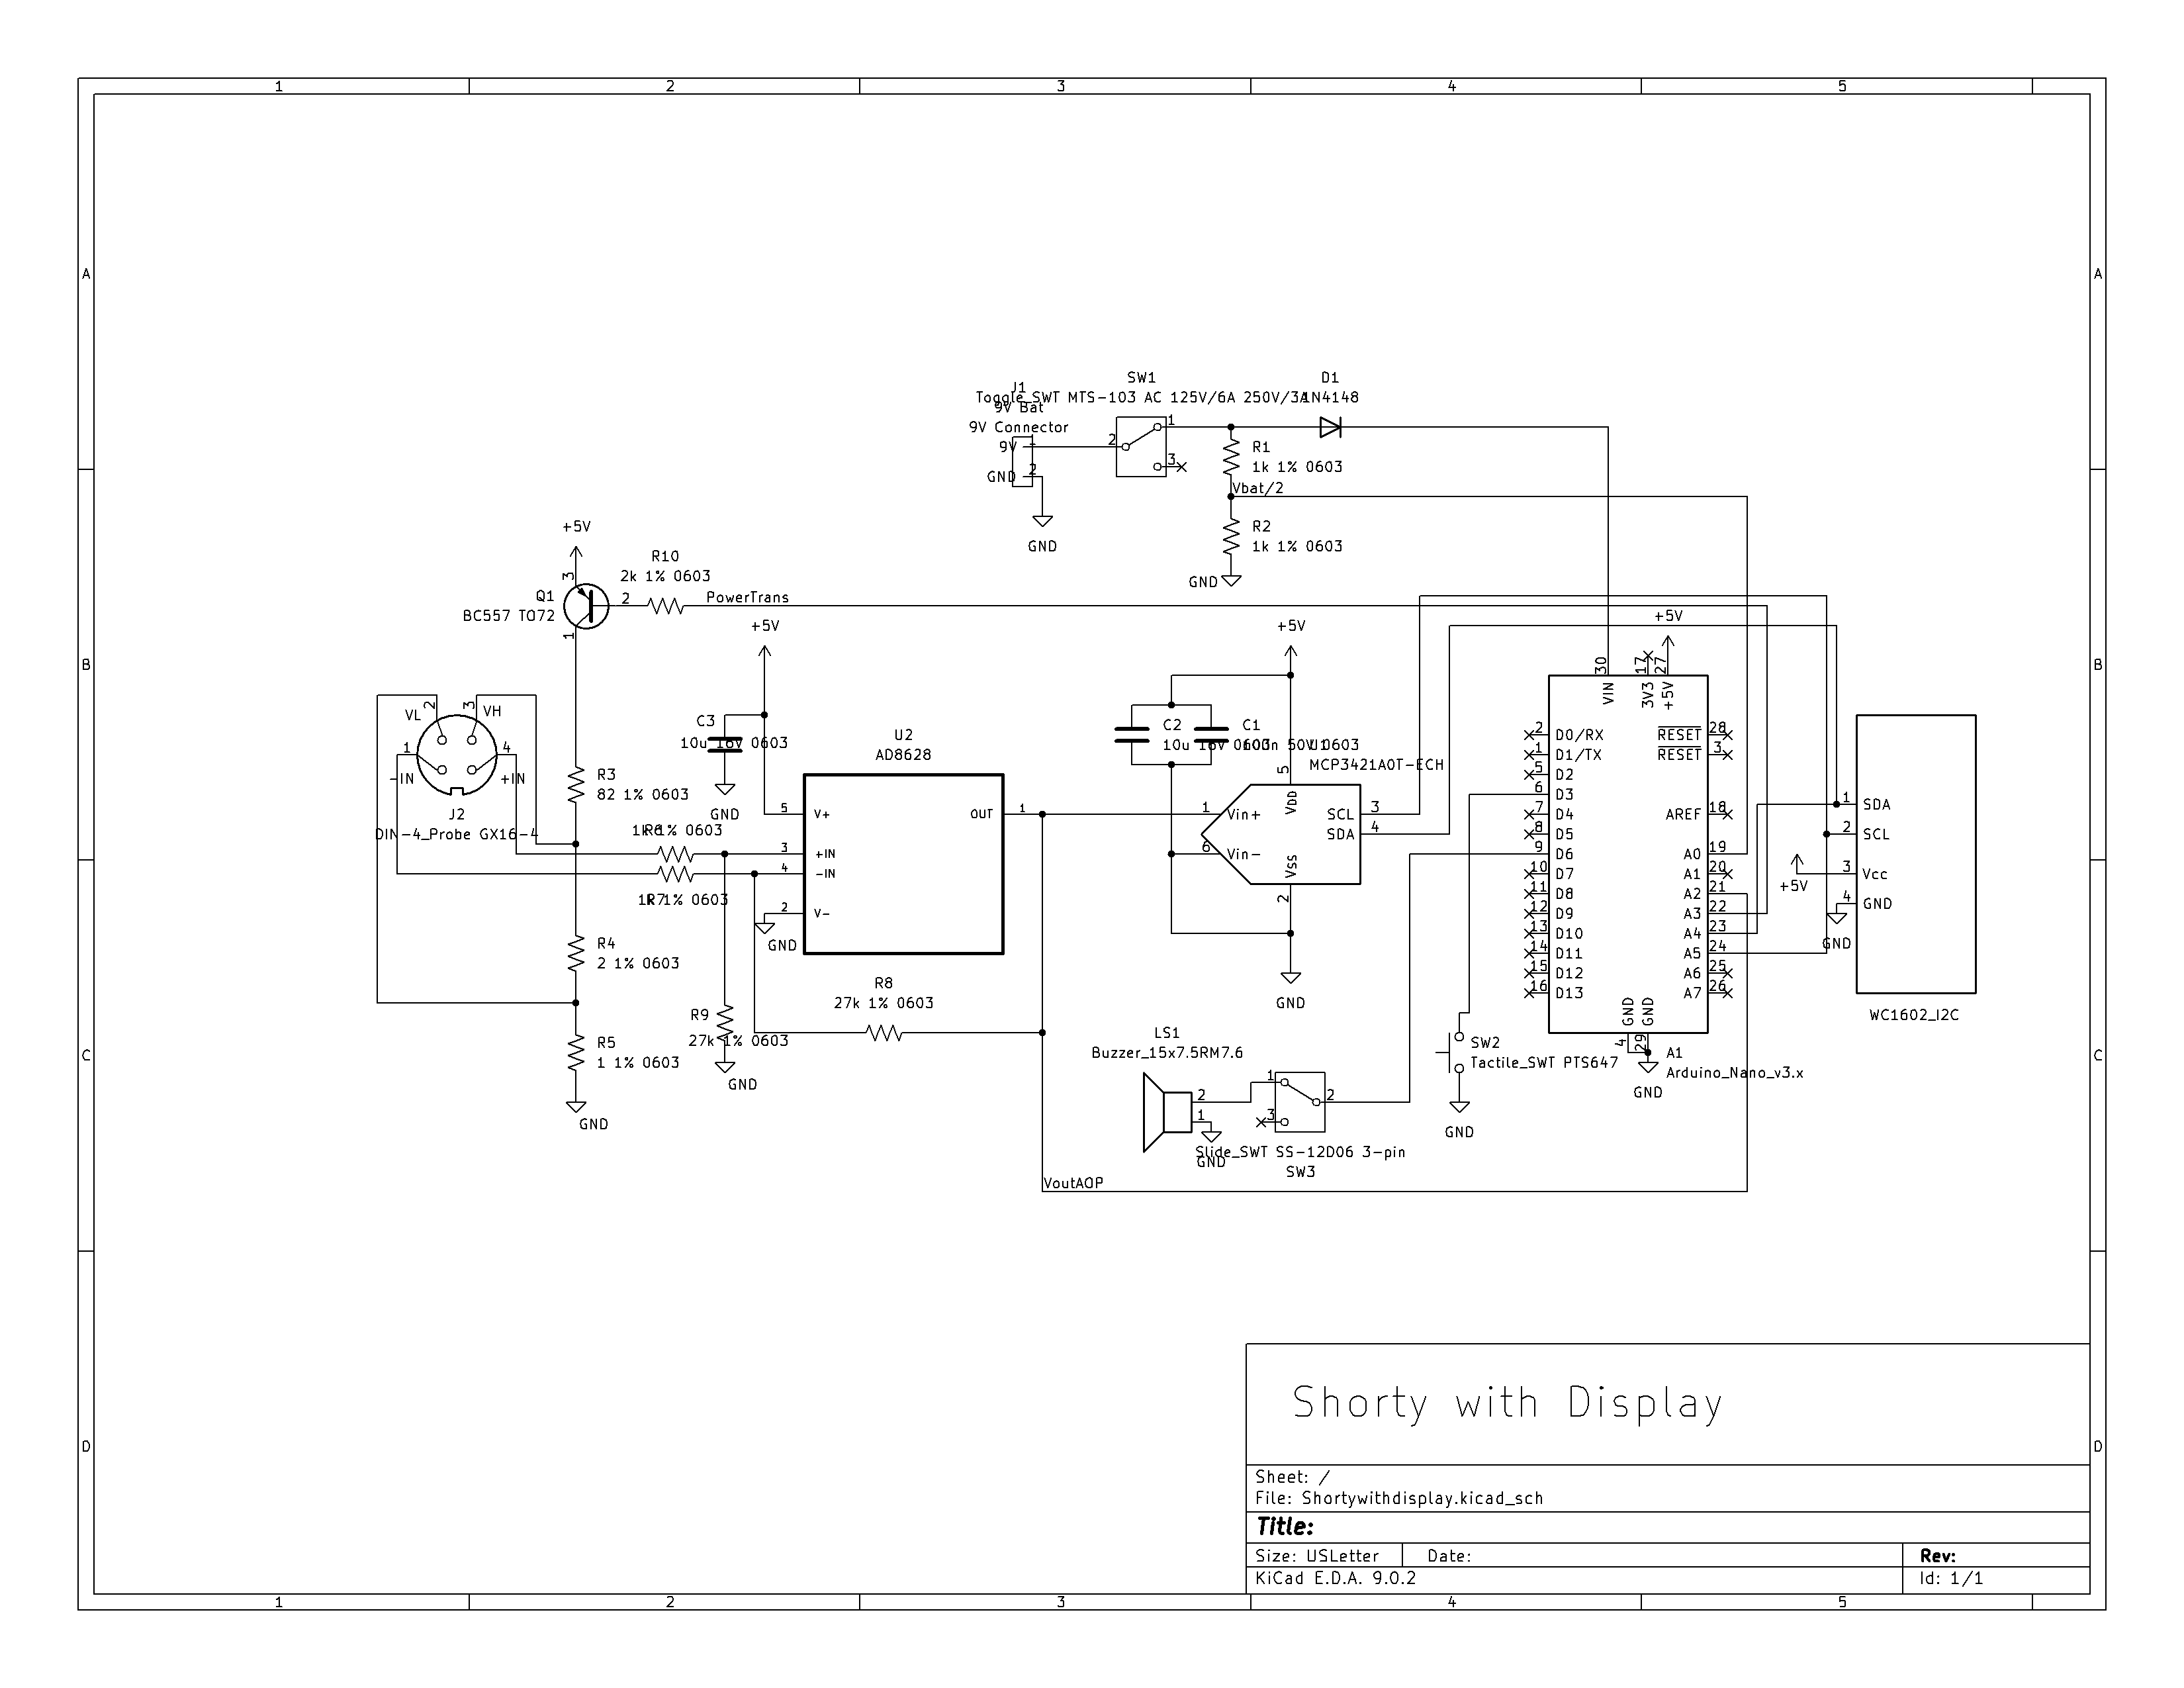 1 2 3 4 5
A A
B B
C C
D D
SW1
Toggle_SWT MTS-103 AC 125V/6A 250V/3A
D1
1N4148
J1
9V Bat
9V Connector
9V 1
GND 2
GND
2 1
3
R1
1k 1% 0603
Vbat/2
R2
1k 1% 0603
GND
+5V
3
Q1
BC557 TO72
2
1
R10
2k 1% 0603
PowerTrans
+5V
C3
10u 16V 0603
GND
VL 2
3 VH
1 4
-IN +IN
J2
DIN-4_Probe GX16-4
R3
82 1% 0603
R6
1k 1% 0603
R7
1k 1% 0603
R4
2 1% 0603
R5
1 1% 0603
GND
R9
27k 1% 0603
GND
U2
AD8628
5 V+
3 +IN
4 -IN
2 V-
GND
OUT 1
R8
27k 1% 0603
+5V
C2
10u 16V 0603
C1
100n 50V 0603
U1
MCP3421A0T-ECH
5 VDD
1 Vin+
6 Vin-
SCL 3
SDA 4
VSS 2
GND
LS1
Buzzer_15x7.5RM7.6
2
1
GND
1 2
3
Slide_SWT SS-12D06 3-pin
SW3
VoutAOP
SW2
Tactile_SWT PTS647
GND
+5V
30 17 27
VIN 3V3 +5V
2 D0/RX
1 D1/TX
5 D2
6 D3
7 D4
8 D5
9 D6
10 D7
11 D8
12 D9
13 D10
14 D11
15 D12
16 D13
RESET 28
RESET 3
AREF 18
A0 19
A1 20
A2 21
A3 22
A4 23
A5 24
A6 25
A7 26
GND GND
4 29
A1
Arduino_Nano_v3.x
GND
1 SDA
2 SCL
3 Vcc
4 GND
+5V
GND
WC1602_I2C
Shorty with Display
Sheet: /
File: Shortywithdisplay.kicad_sch
Title:
Size: USLetter Date: Rev:
KiCad E.D.A. 9.0.2 Id: 1/1
1 2 3 4 5